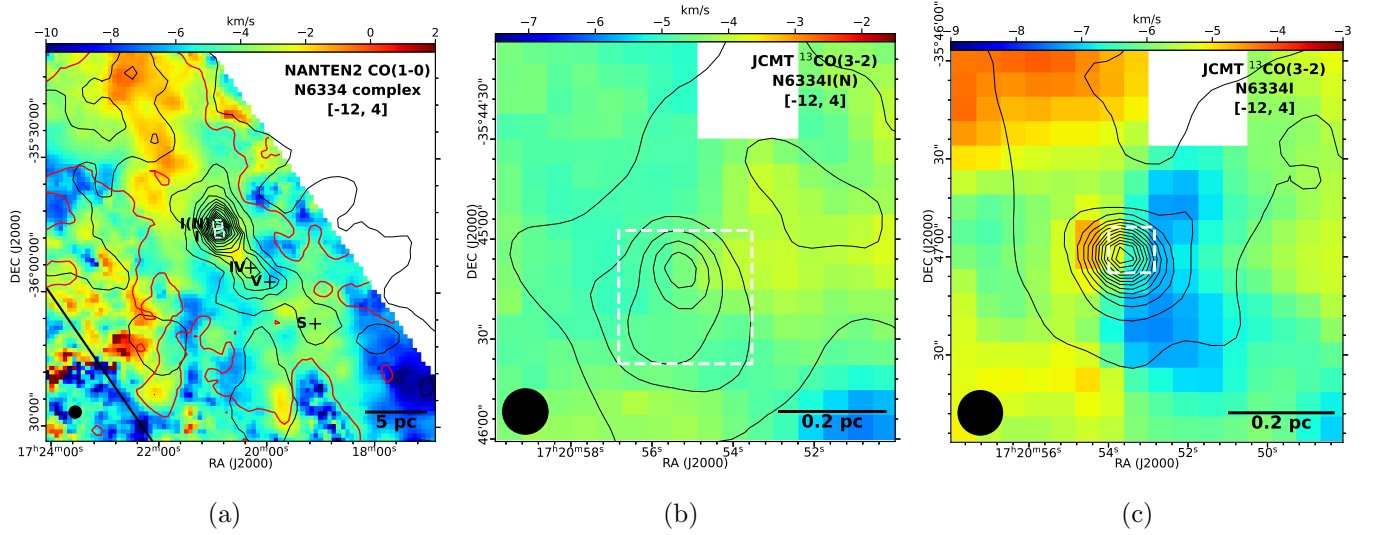 km/s
−10 −8 −6 −4 −2 0 2
NANTEN2 CO(1-0)
N6334 complex
[-12, 4]
DEC (J2000)
−35°30'00"
−36°00'00"
30'00"
I(N)
I
IV
V
S
5 pc
17ʰ24ᵐ00ˢ 22ᵐ00ˢ 20ᵐ00ˢ 18ᵐ00ˢ
RA (J2000)
(a)
km/s
−7 −6 −5 −4 −3 −2
JCMT ¹³CO(3-2)
N6334I(N)
[-12, 4]
DEC (J2000)
−35°44'30"
45'00"
30"
46'00"
0.2 pc
17ʰ20ᵐ58ˢ 56ˢ 54ˢ 52ˢ
RA (J2000)
(b)
km/s
−9 −8 −7 −6 −5 −4 −3
JCMT ¹³CO(3-2)
N6334I
[-12, 4]
DEC (J2000)
−35°46'00"
30"
47'00"
30"
0.2 pc
17ʰ20ᵐ56ˢ 54ˢ 52ˢ 50ˢ
RA (J2000)
(c)